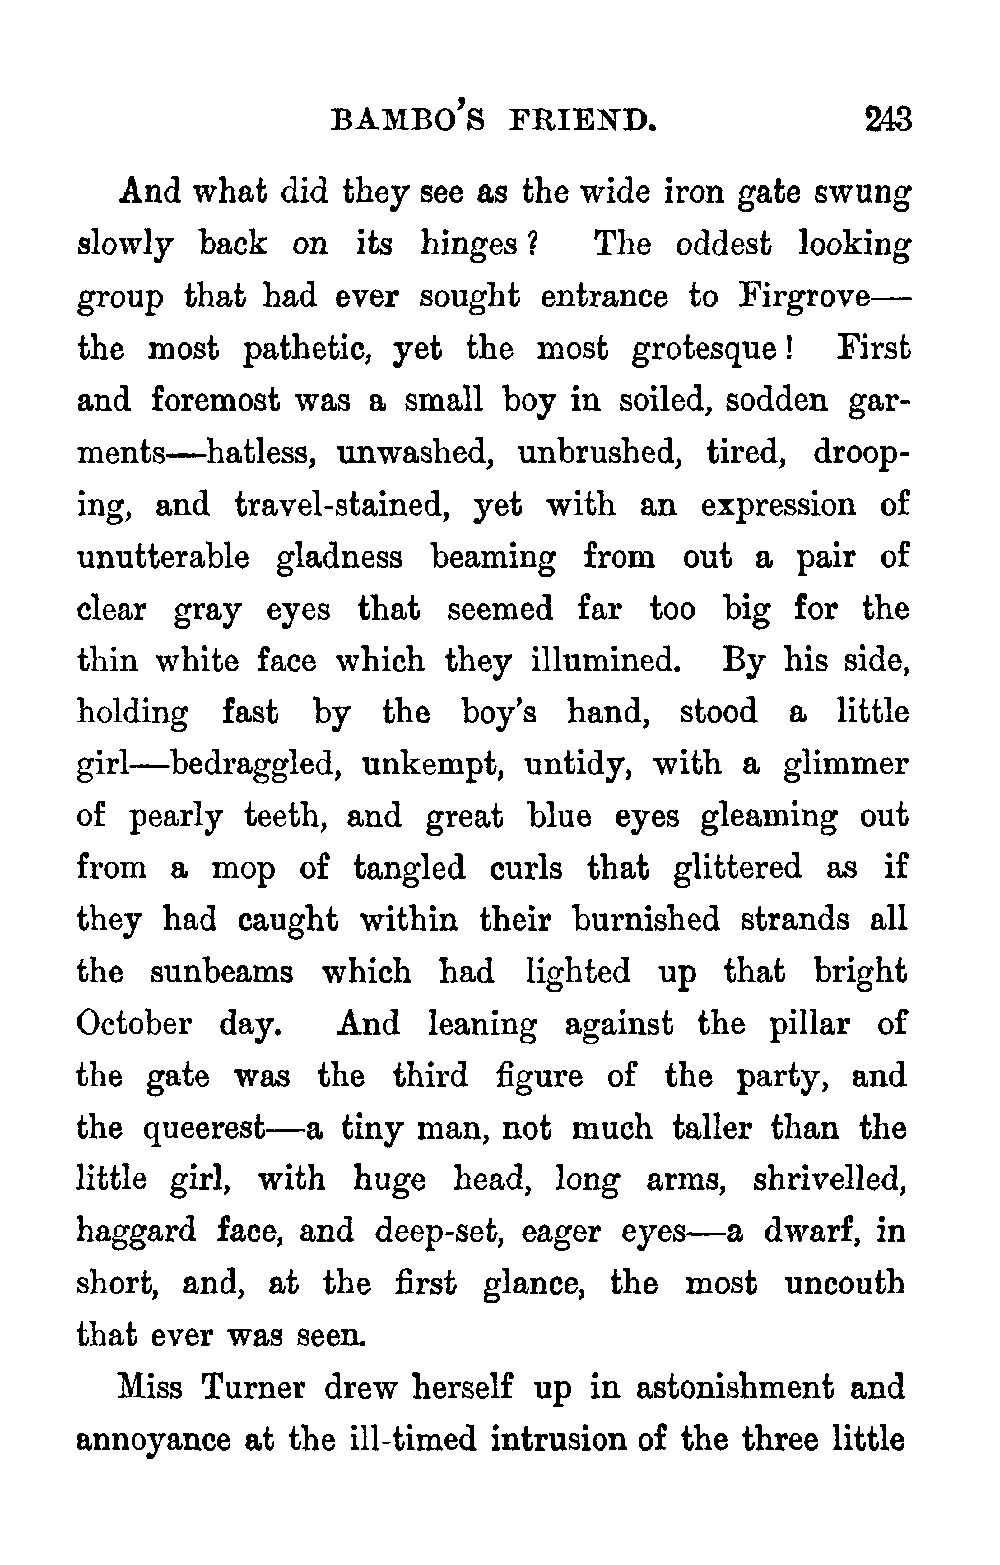 BAMBO'S FRIEND. 243
And what did they see as the wide iron gate swung
slowly back on its hinges? The oddest looking
group that had ever sought entrance to Firgrove—
the most pathetic, yet the most grotesque! First
and foremost was a small boy in soiled, sodden gar-
ments—hatless, unwashed, unbrushed, tired, droop-
ing, and travel-stained, yet with an expression of
unutterable gladness beaming from out a pair of
clear gray eyes that seemed far too big for the
thin white face which they illumined. By his side,
holding fast by the boy's hand, stood a little
girl—bedraggled, unkempt, untidy, with a glimmer
of pearly teeth, and great blue eyes gleaming out
from a mop of tangled curls that glittered as if
they had caught within their burnished strands all
the sunbeams which had lighted up that bright
October day. And leaning against the pillar of
the gate was the third figure of the party, and
the queerest—a tiny man, not much taller than the
little girl, with huge head, long arms, shrivelled,
haggard face, and deep-set, eager eyes—a dwarf, in
short, and, at the first glance, the most uncouth
that ever was seen.
Miss Turner drew herself up in astonishment and
annoyance at the ill-timed intrusion of the three little